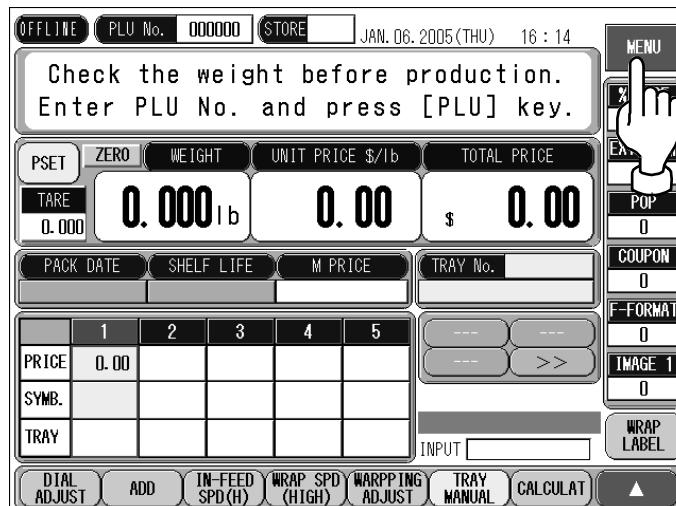 OFFLINE PLU No. 000000 STORE JAN. 06. 2005(THU) 16 : 14
MENU
Check the weight before production.
Enter PLU No. and press [PLU] key.
PSET ZERO WEIGHT UNIT PRICE $/lb TOTAL PRICE
TARE
0.000 0.000 lb 0.00 $ 0.00
POP
0
PACK DATE SHELF LIFE M PRICE TRAY No.
COUPON
0
F-FORMAT
0
1 2 3 4 5 --- ---
PRICE 0.00 --- >>
IMAGE 1
0
SYMB.
TRAY
INPUT
WRAP
LABEL
DIAL
ADJUST
ADD
IN-FEED
SPD(H)
WRAP SPD
(HIGH)
WARPPING
ADJUST
TRAY
MANUAL
CALCULAT
▲